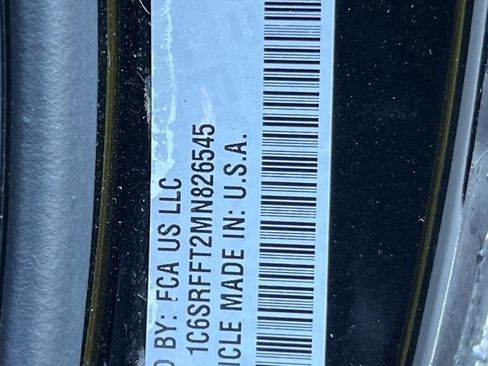 D BY: FCA US LLC
1C6SRFFT2MN826545
ICLE MADE IN: U.S.A.